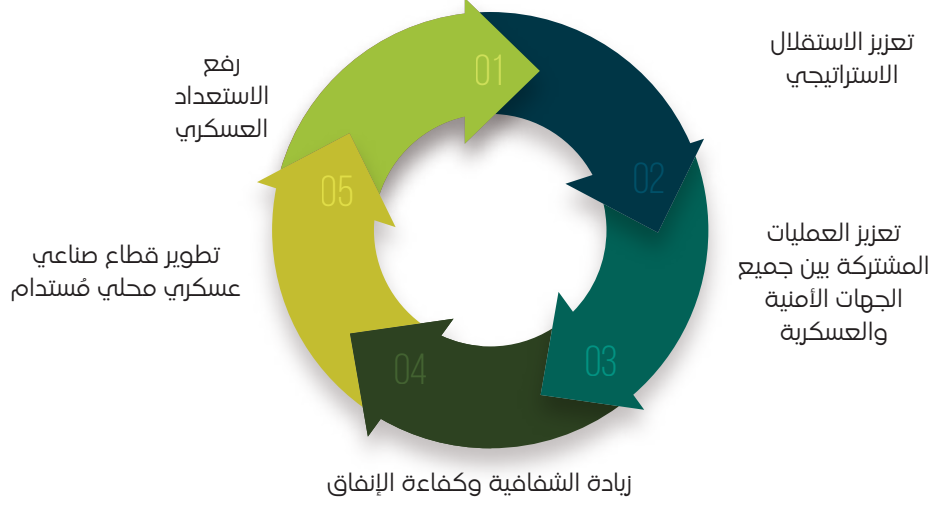 01
رفع
الاستعداد
العسكري
02
تعزيز الاستقلال
الاستراتيجي
03
تعزيز العمليات
المشتركة بين جميع
الجهات الأمنية
والعسكرية
04
زيادة الشفافية وكفاءة الإنفاق
05
تطوير قطاع صناعي
عسكري محلي مُستدام